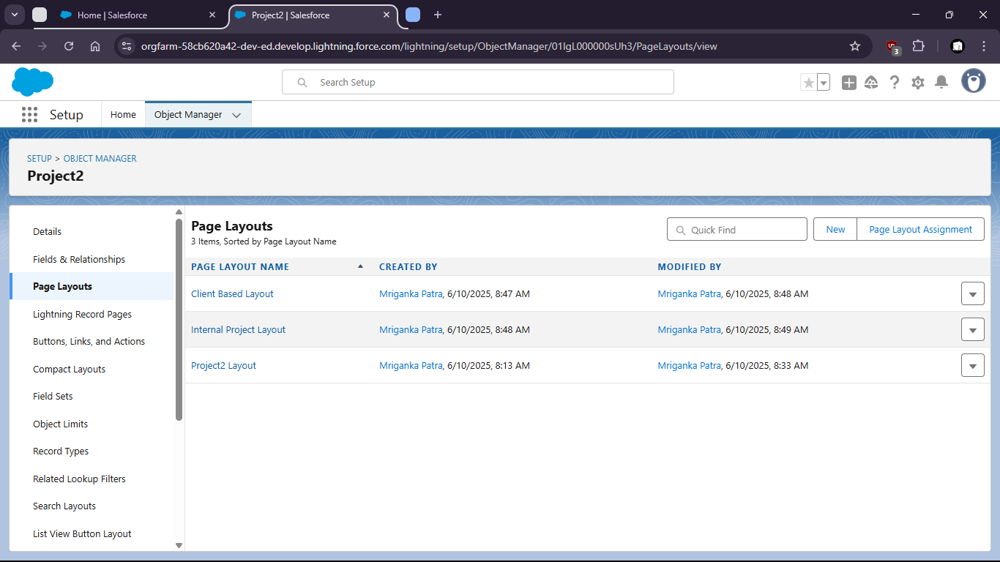 Home | Salesforce
Project2 | Salesforce
orgfarm-58cb620a42-dev-ed.develop.lightning.force.com/lightning/setup/ObjectManager/01IgL000000sUh3/PageLayouts/view
3
Search Setup
Setup
Home
Object Manager
SETUP > OBJECT MANAGER
Project2
Details
Fields & Relationships
Page Layouts
Lightning Record Pages
Buttons, Links, and Actions
Compact Layouts
Field Sets
Object Limits
Record Types
Related Lookup Filters
Search Layouts
List View Button Layout
Page Layouts
3 Items, Sorted by Page Layout Name
Quick Find
New
Page Layout Assignment
PAGE LAYOUT NAME CREATED BY MODIFIED BY
Client Based Layout Mriganka Patra, 6/10/2025, 8:47 AM Mriganka Patra, 6/10/2025, 8:48 AM
Internal Project Layout Mriganka Patra, 6/10/2025, 8:48 AM Mriganka Patra, 6/10/2025, 8:49 AM
Project2 Layout Mriganka Patra, 6/10/2025, 8:13 AM Mriganka Patra, 6/10/2025, 8:33 AM